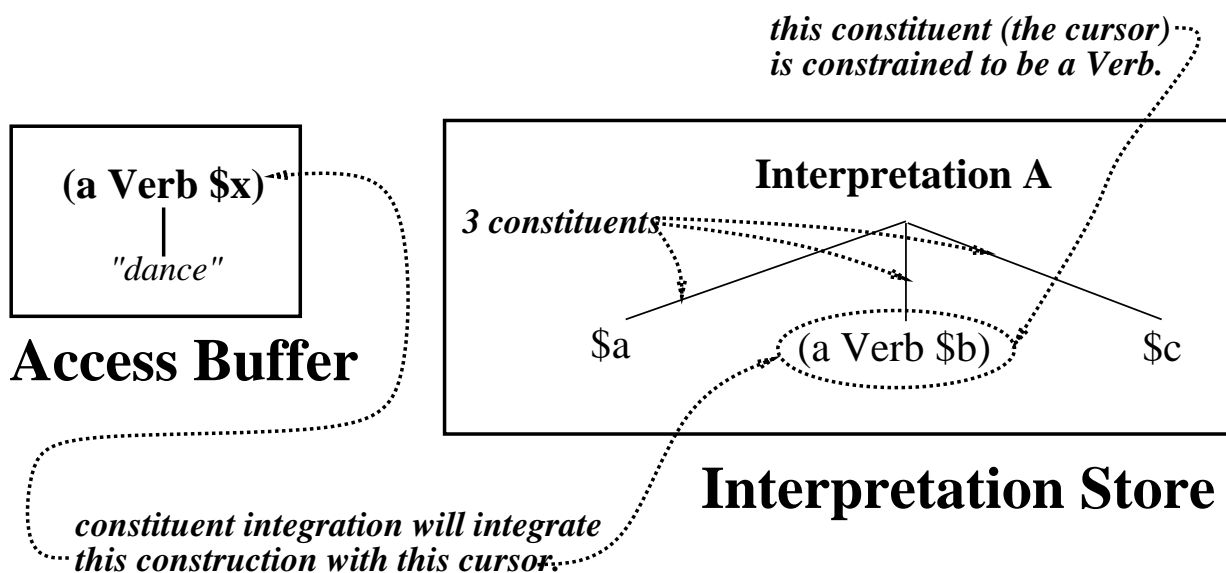 this constituent (the cursor)
is constrained to be a Verb.
(a Verb $x)
"dance"
Access Buffer
Interpretation A
3 constituents
$a
(a Verb $b)
$c
Interpretation Store
constituent integration will integrate
this construction with this cursor.